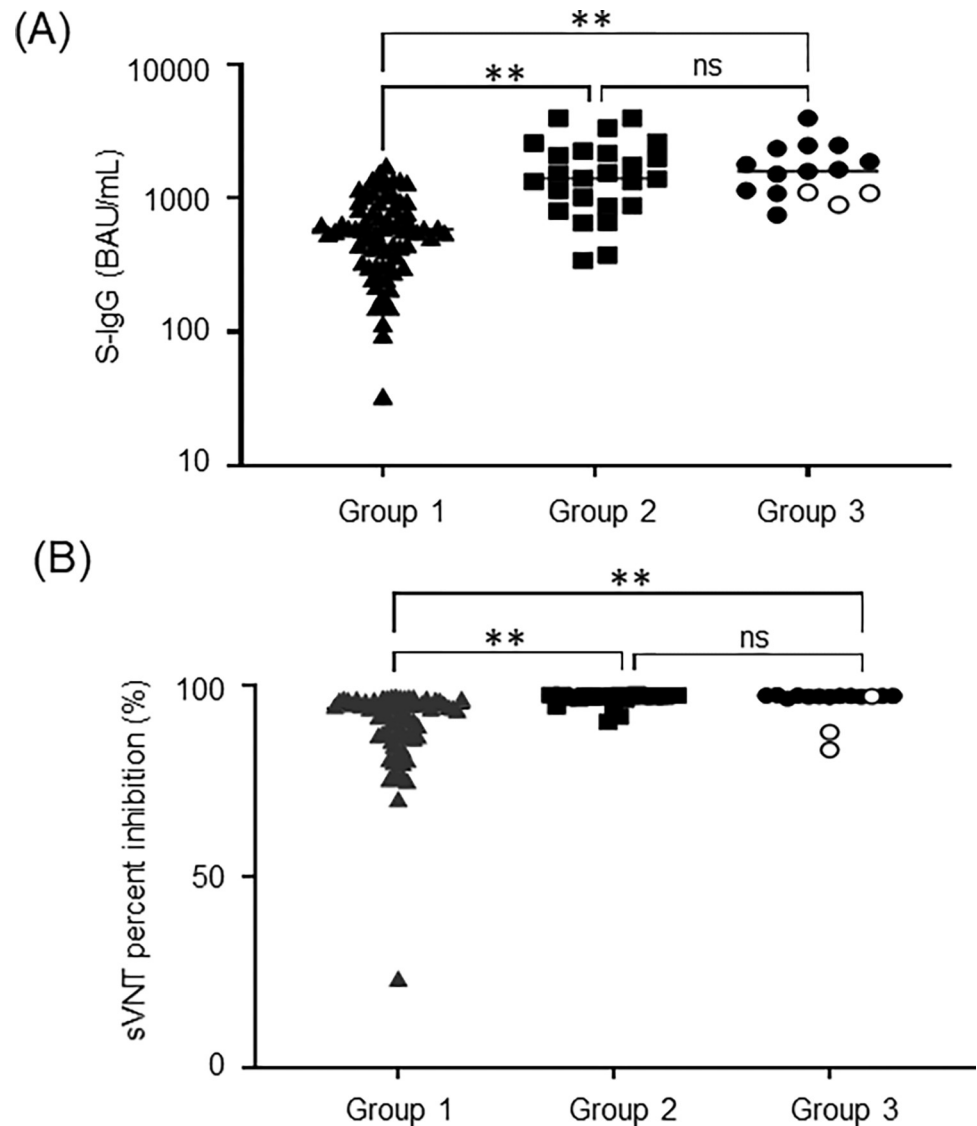 (A)
**
** ns
10000
1000
100
10
S-IgG (BAU/mL)
Group 1 Group 2 Group 3
(B)
**
** ns
100
50
0
sVNT percent inhibition (%)
Group 1 Group 2 Group 3